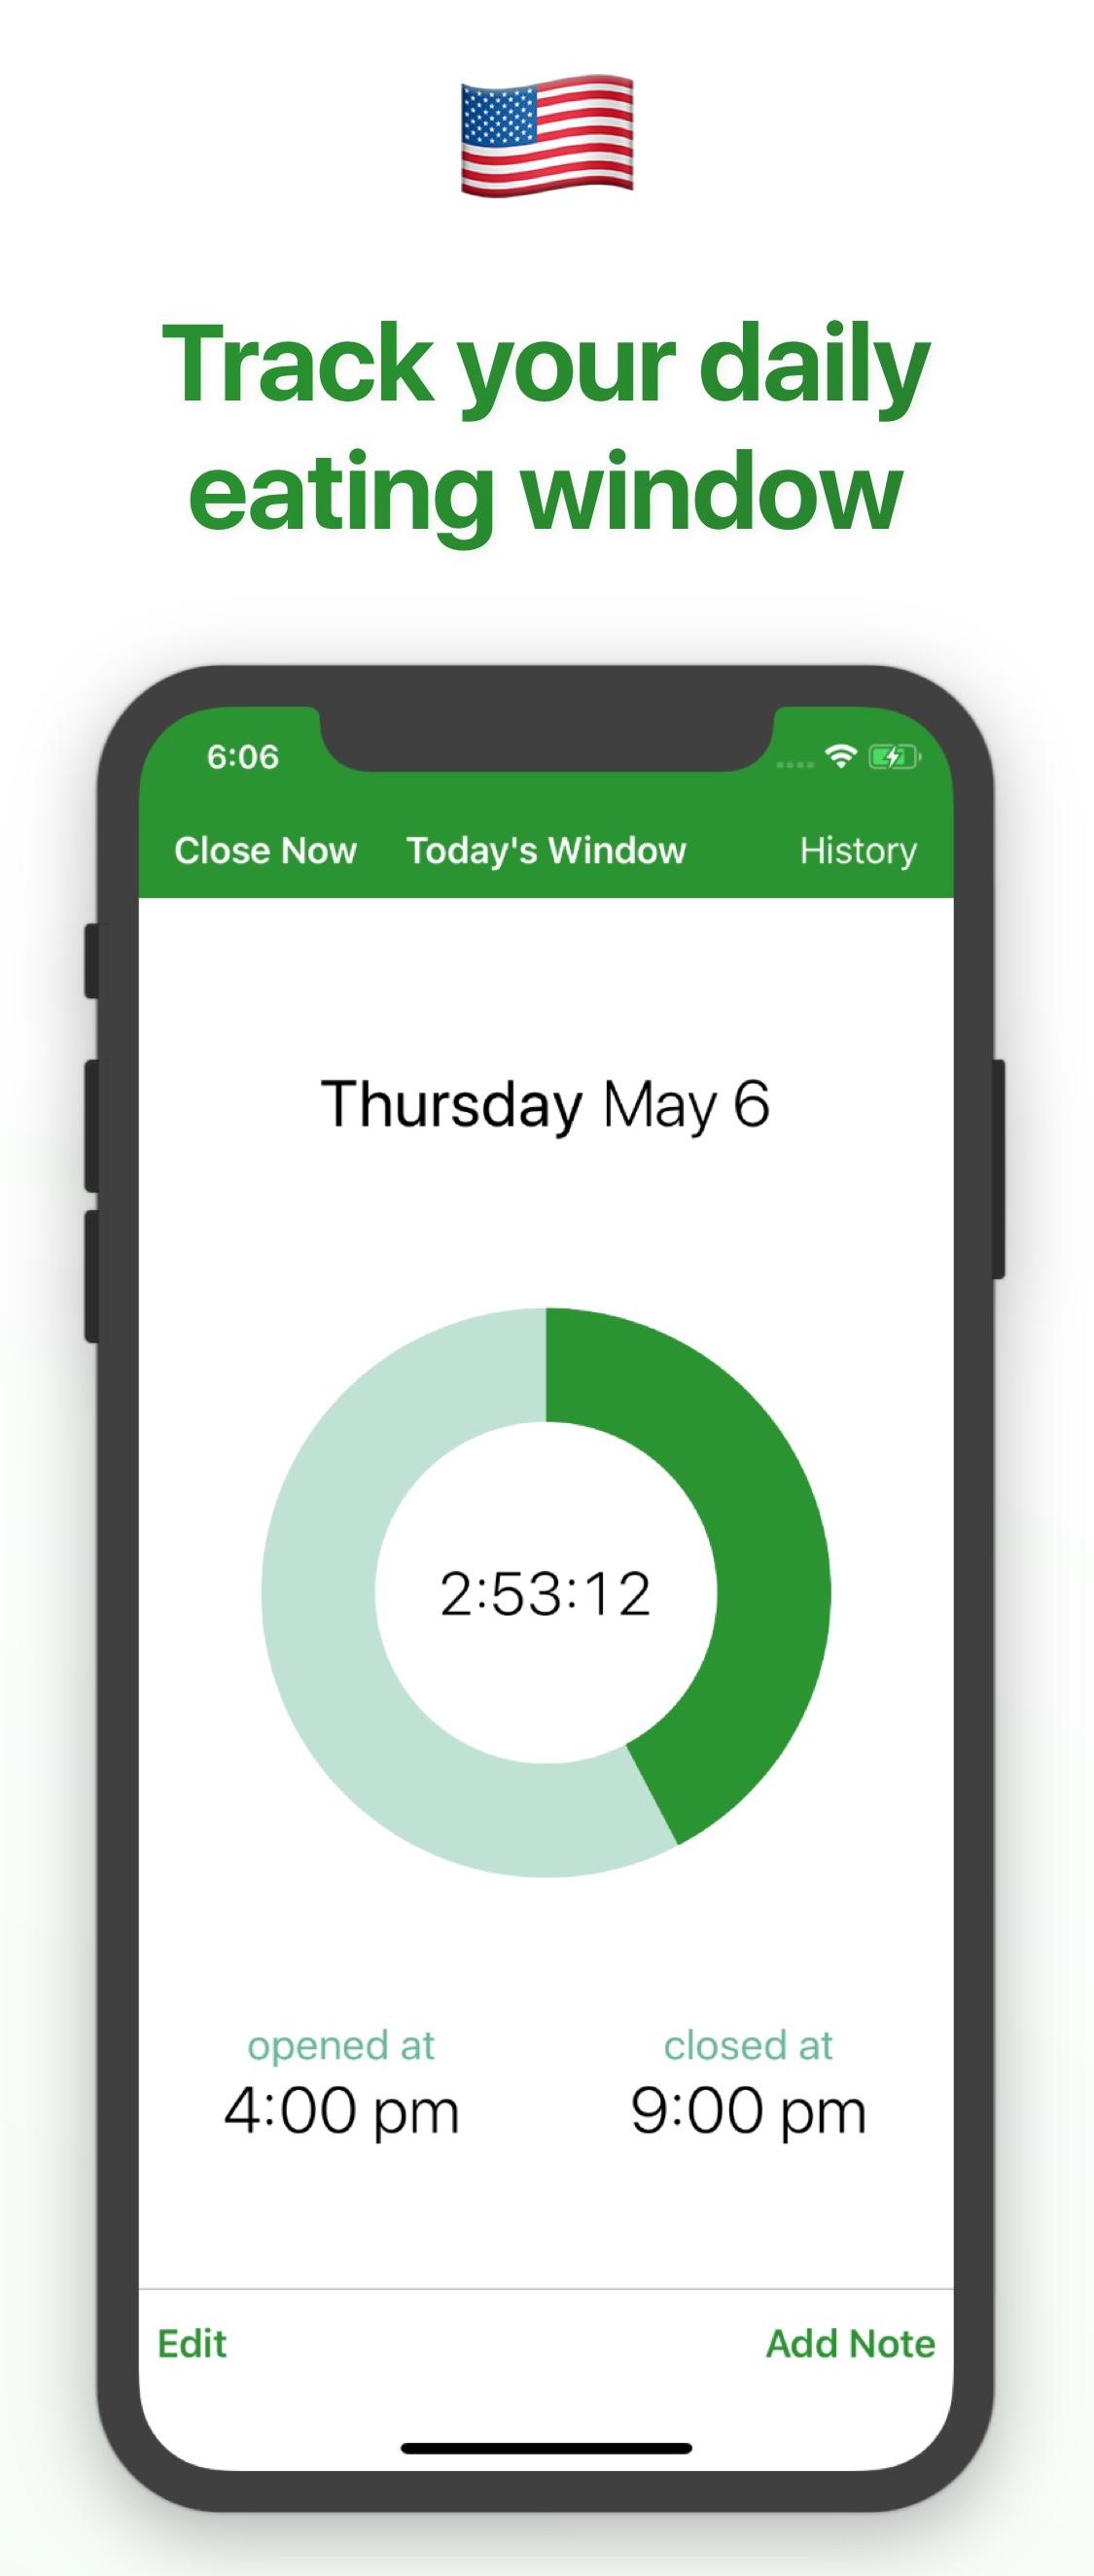 Track your daily
eating window
6:06
Close Now Today's Window History
Thursday May 6
2:53:12
opened at closed at
4:00 pm 9:00 pm
Edit Add Note